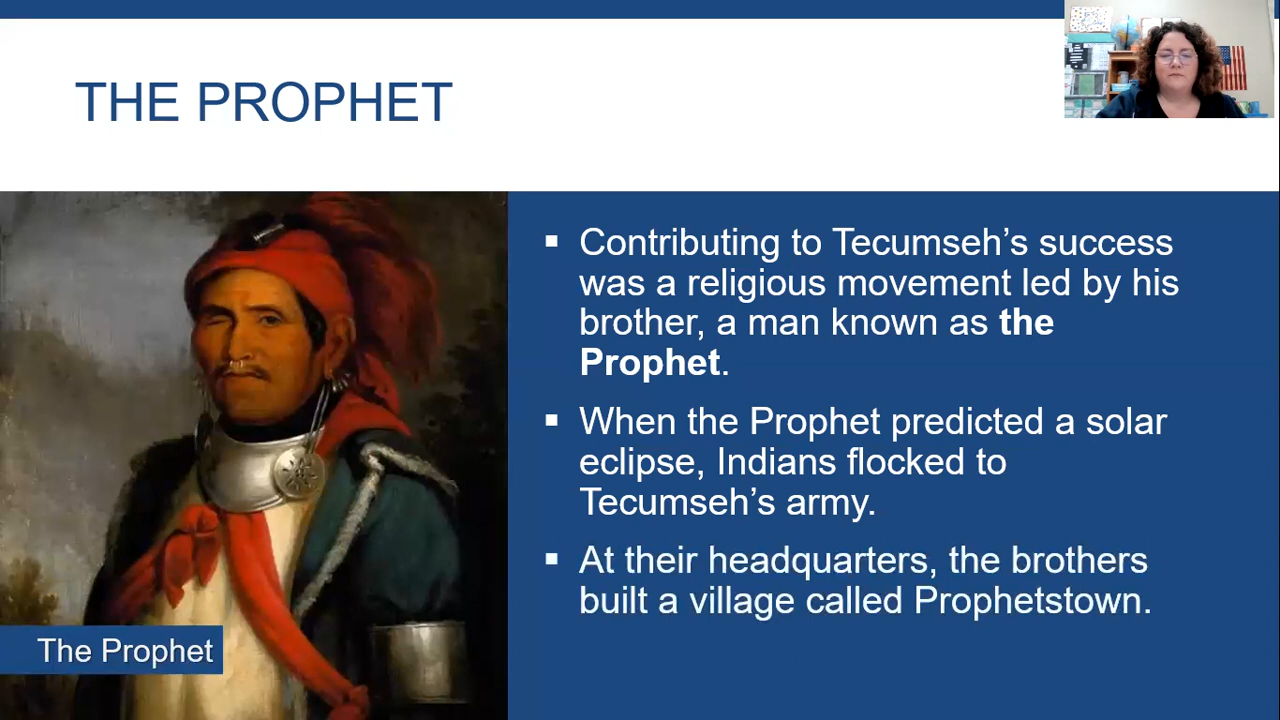 THE PROPHET
▪ Contributing to Tecumseh’s success
was a religious movement led by his
brother, a man known as the
Prophet.
▪ When the Prophet predicted a solar
eclipse, Indians flocked to
Tecumseh’s army.
▪ At their headquarters, the brothers
built a village called Prophetstown.
The Prophet